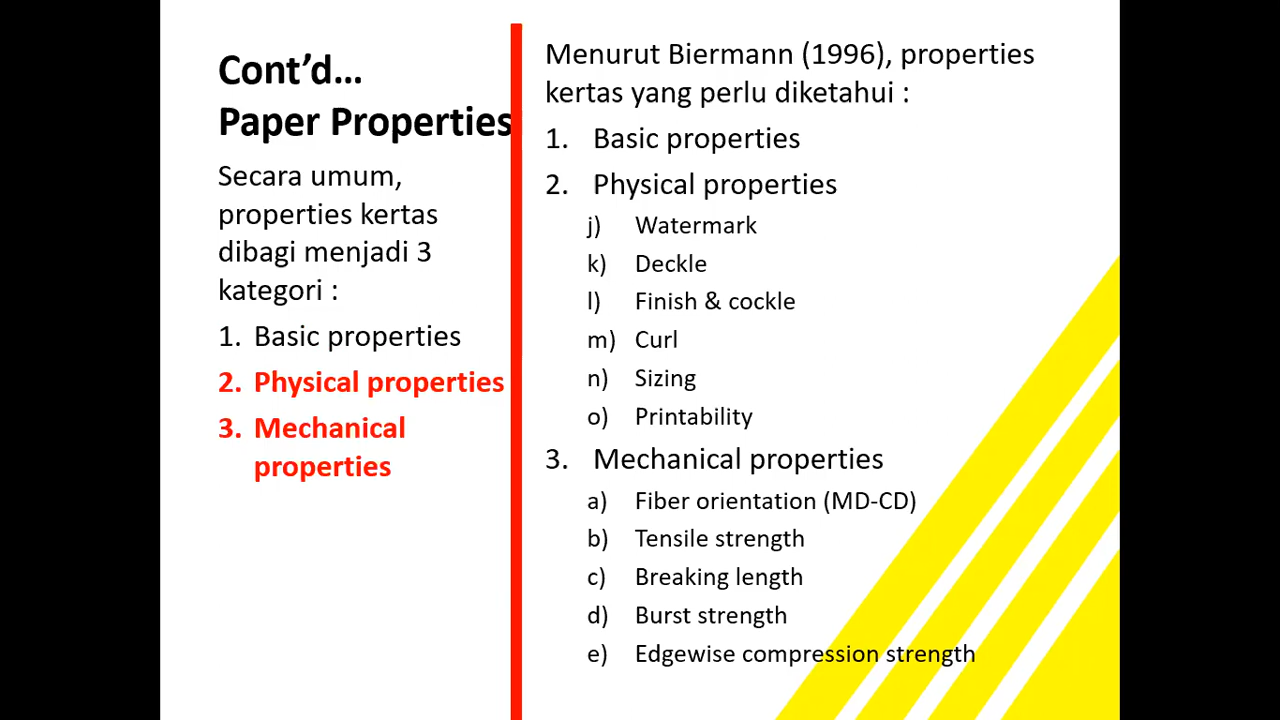 Cont’d…
Paper Properties
Secara umum,
properties kertas
dibagi menjadi 3
kategori :
1. Basic properties
2. Physical properties
3. Mechanical
properties
Menurut Biermann (1996), properties
kertas yang perlu diketahui :
1. Basic properties
2. Physical properties
j) Watermark
k) Deckle
l) Finish & cockle
m) Curl
n) Sizing
o) Printability
3. Mechanical properties
a) Fiber orientation (MD-CD)
b) Tensile strength
c) Breaking length
d) Burst strength
e) Edgewise compression strength